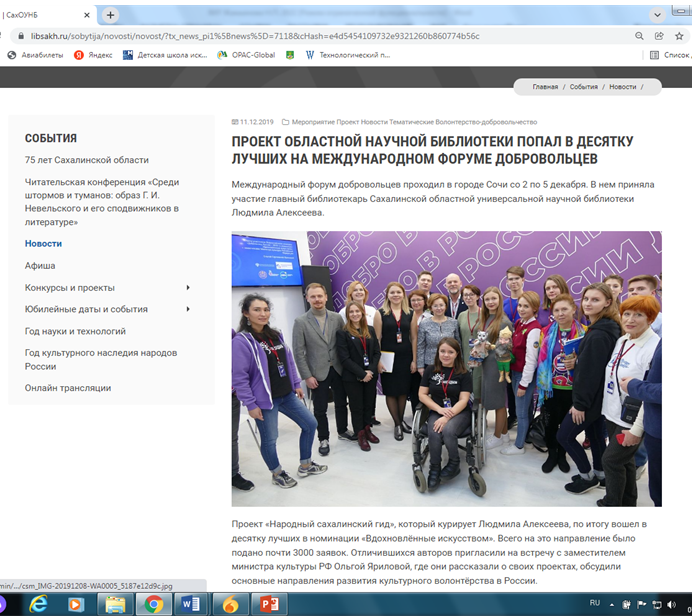 | СахОУНБ
libsakh.ru/sobytija/novosti/novost/?tx_news_pi1%5Bnews%5D=7118&cHash=e4d5454109732e9321260b860774b56c
Авиабилеты Яндекс Детская школа иск... OPAC-Global Технологический п... Список
Главная / События / Новости /
СОБЫТИЯ
75 лет Сахалинской области
Читательская конференция «Среди
штормов и туманов: образ Г. И.
Невельского и его сподвижников в
литературе»
Новости
Афиша
Конкурсы и проекты
Юбилейные даты и события
Год науки и технологий
Год культурного наследия народов
России
Онлайн трансляции
11.12.2019 Мероприятие Проект Новости Тематические Волонтерство-добровольчество
ПРОЕКТ ОБЛАСТНОЙ НАУЧНОЙ БИБЛИОТЕКИ ПОПАЛ В ДЕСЯТКУ
ЛУЧШИХ НА МЕЖДУНАРОДНОМ ФОРУМЕ ДОБРОВОЛЬЦЕВ
Международный форум добровольцев проходил в городе Сочи со 2 по 5 декабря. В нем приняла
участие главный библиотекарь Сахалинской областной универсальной научной библиотеки
Людмила Алексеева.
Проект «Народный сахалинский гид», который курирует Людмила Алексеева, по итогу вошел в
десятку лучших в номинации «Вдохновлённые искусством». Всего на это направление было
подано почти 3000 заявок. Отличившихся авторов пригласили на встречу с заместителем
министра культуры РФ Ольгой Яриловой, где они рассказали о своих проектах, обсудили
основные направления развития культурного волонтёрства в России.
min/.../csm_IMG-20191208-WA0005_5187e12d9c.jpg
RU